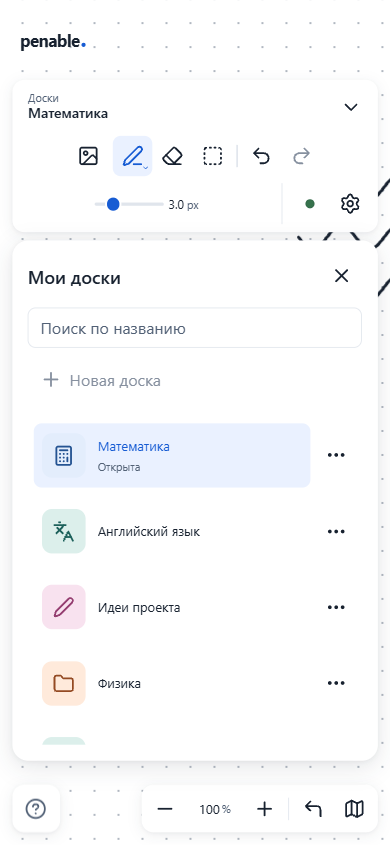 penable.
Доски
Математика
3.0 px
Мои доски
Поиск по названию
Новая доска
Математика
Открыта
Английский язык
Идеи проекта
Физика
100%